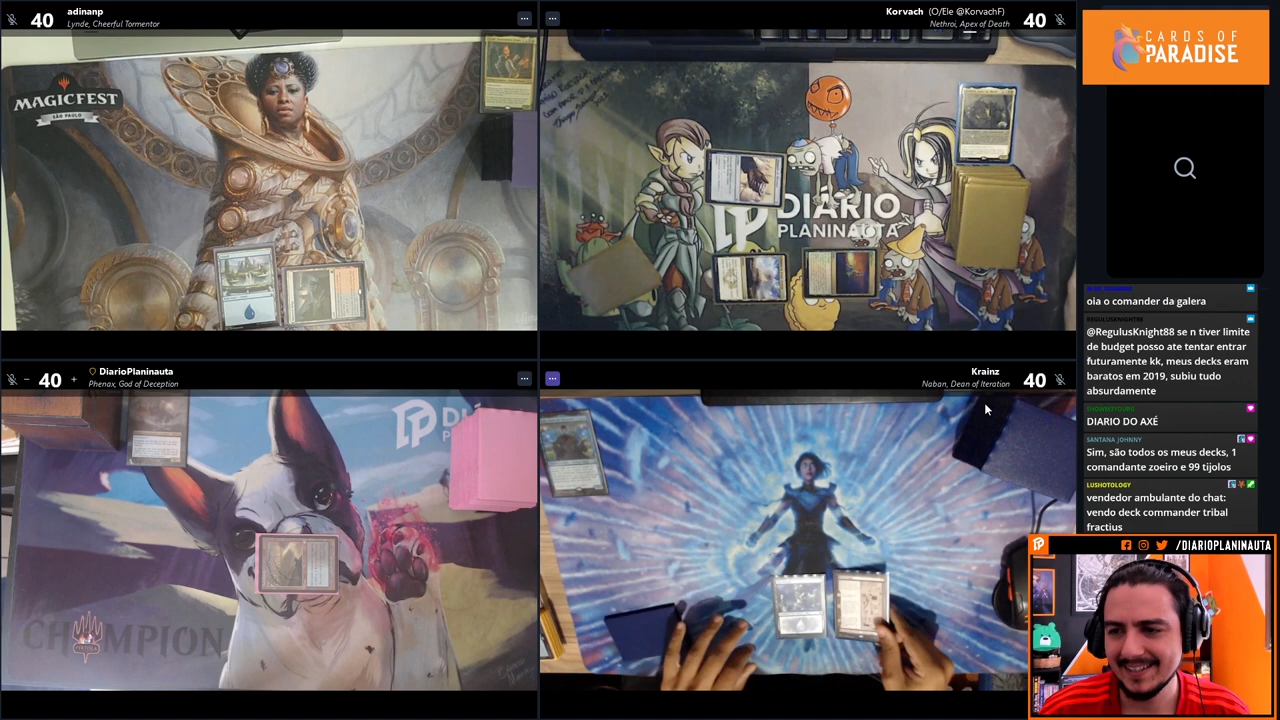 adinanp
40
Lynde, Cheerful Tormentor
Korvach (O/Ele @KorvachF)
Nethroi, Apex of Death
40
CARDS OF
PARADISE
MAGICFEST
SÃO PAULO
DIÁRIO
PLANINAUTA
oia o comander da galera
REGULUSKNIGHT88
@RegulusKnight88 se n tiver limite
de budget posso ate tentar entrar
futuramente kk, meus decks eram
baratos em 2019, subiu tudo
absurdamente
DIARIO DO AXÉ
SANTANA JOHNNY
Sim, são todos os meus decks, 1
comandante zoeiro e 99 tijolos
LUSHOTOLOGY
vendedor ambulante do chat:
vendo deck commander tribal
fractius
− 40 +
DiarioPlaninauta
Phenax, God of Deception
Krainz
Naban, Dean of Iteration
40
CHAMPION
/DIARIOPLANINAUTA